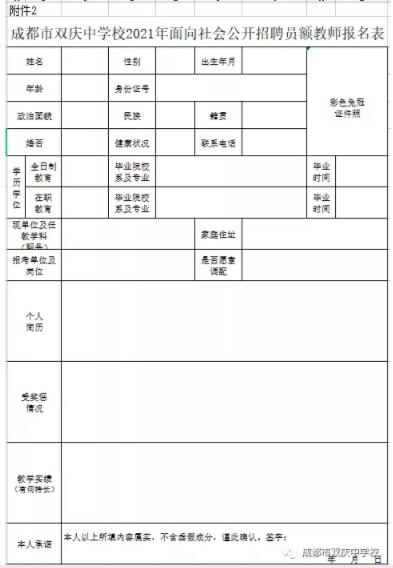 附件2
成都市双庆中学校2021年面向社会公开招聘员额教师报名表
姓名 性别 出生年月
彩色免冠
证件照
年龄 身份证号
政治面貌 民族 籍贯
婚否 健康状况 联系电话
学历学位
全日制
教育
毕业院校
及专业
毕业
时间
在职
教育
毕业院校
及专业
毕业
时间
现单位及任
教学科
(职务)
家庭住址
报考单位及
岗位
是否愿意
调配
个人
简历
受奖惩
情况
教学实绩
(有何特长)
本人承诺
本人以上所填内容属实，不含虚假成分，谨此确认。签字：
年 月 日
成都市双庆中学校